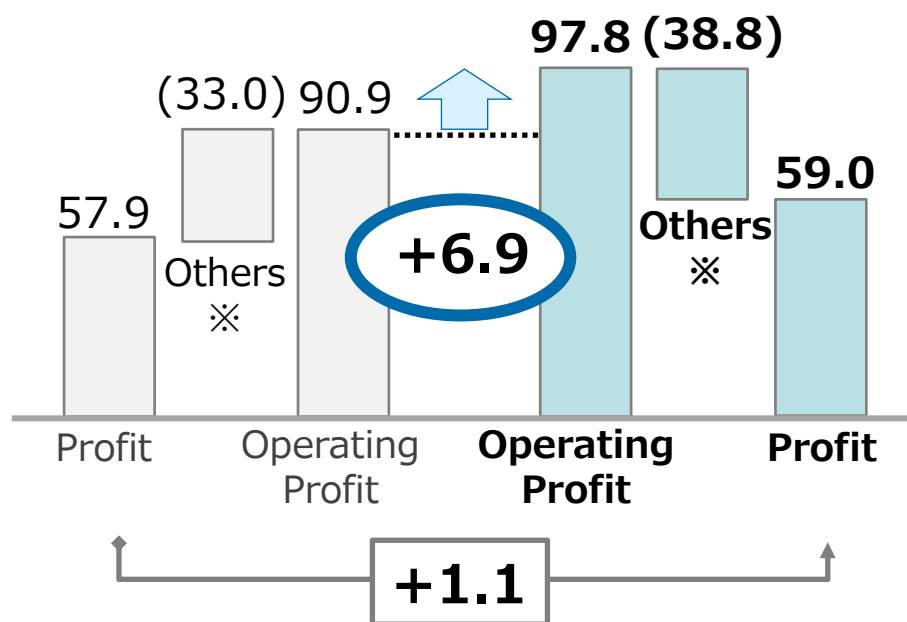 97.8 (38.8)
(33.0) 90.9
57.9
59.0
Others
※
+6.9
Others
※
Profit
Operating
Profit
Operating
Profit
Profit
+1.1